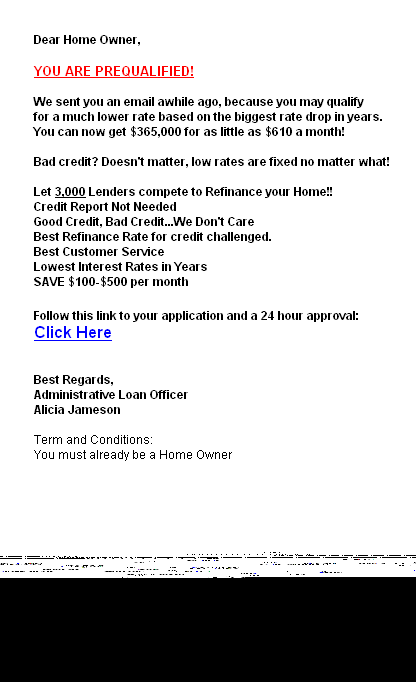 Dear Home Owner,
YOU ARE PREQUALIFIED!
We sent you an email awhile ago, because you may qualify
for a much lower rate based on the biggest rate drop in years.
You can now get $365,000 for as little as $610 a month!
Bad credit? Doesn't matter, low rates are fixed no matter what!
Let 3,000 Lenders compete to Refinance your Home!!
Credit Report Not Needed
Good Credit, Bad Credit...We Don't Care
Best Refinance Rate for credit challenged.
Best Customer Service
Lowest Interest Rates in Years
SAVE $100-$500 per month
Follow this link to your application and a 24 hour approval:
Click Here
Best Regards,
Administrative Loan Officer
Alicia Jameson
Term and Conditions:
You must already be a Home Owner